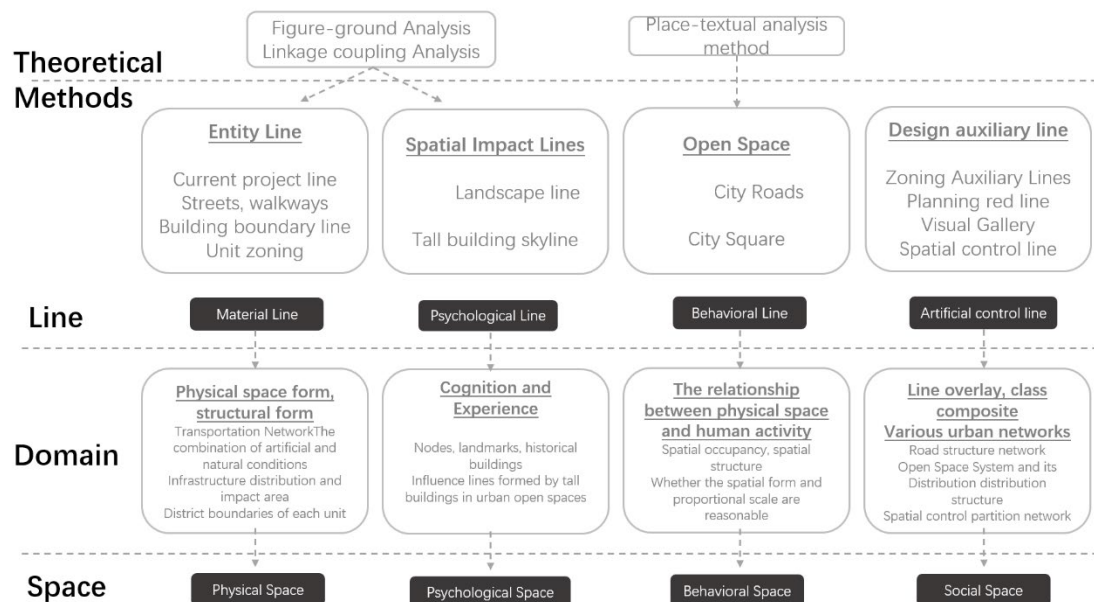 Figure-ground Analysis
Linkage coupling Analysis
Place-textual analysis
method
Theoretical
Methods
Entity Line
Current project line
Streets, walkways
Building boundary line
Unit zoning
Spatial Impact Lines
Landscape line
Tall building skyline
Open Space
City Roads
City Square
Design auxiliary line
Zoning Auxiliary Lines
Planning red line
Visual Gallery
Spatial control line
Line
Material Line
Psychological Line
Behavioral Line
Artificial control line
Domain
Physical space form,
structural form
Transportation NetworkThe
combination of artificial and
natural conditions
Infrastructure distribution and
impact area
District boundaries of each unit
Cognition and
Experience
Nodes, landmarks, historical
buildings
Influence lines formed by tall
buildings in urban open spaces
The relationship
between physical space
and human activity
Spatial occupancy, spatial
structure
Whether the spatial form and
proportional scale are
reasonable
Line overlay, class
composite
Various urban networks
Road structure network
Open Space System and its
Distribution distribution
structure
Spatial control partition network
Space
Physical Space
Psychological Space
Behavioral Space
Social Space